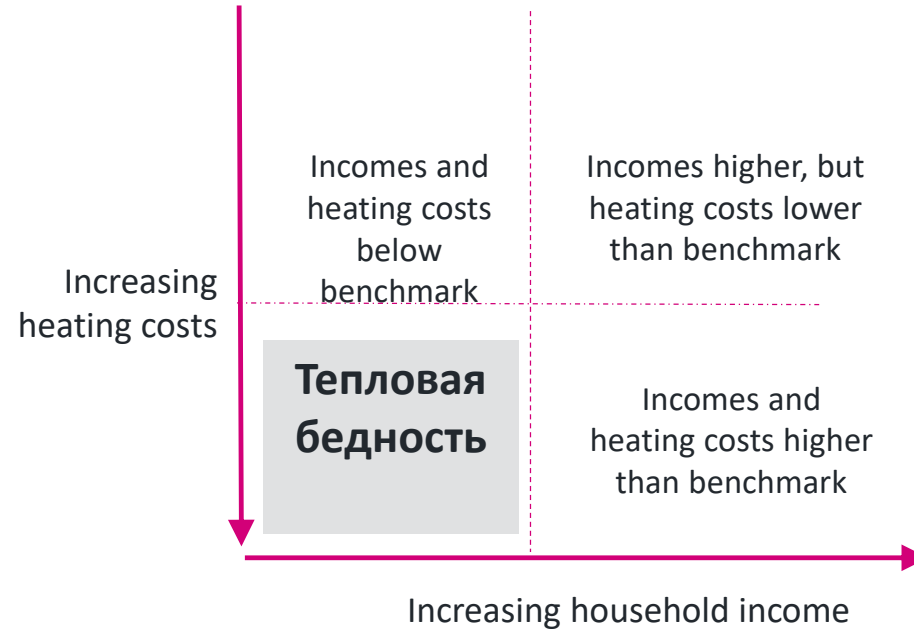 Incomes and
heating costs
below
benchmark
Incomes higher, but
heating costs lower
than benchmark
Increasing
heating costs
Тепловая
бедность
Incomes and
heating costs higher
than benchmark
Increasing household income